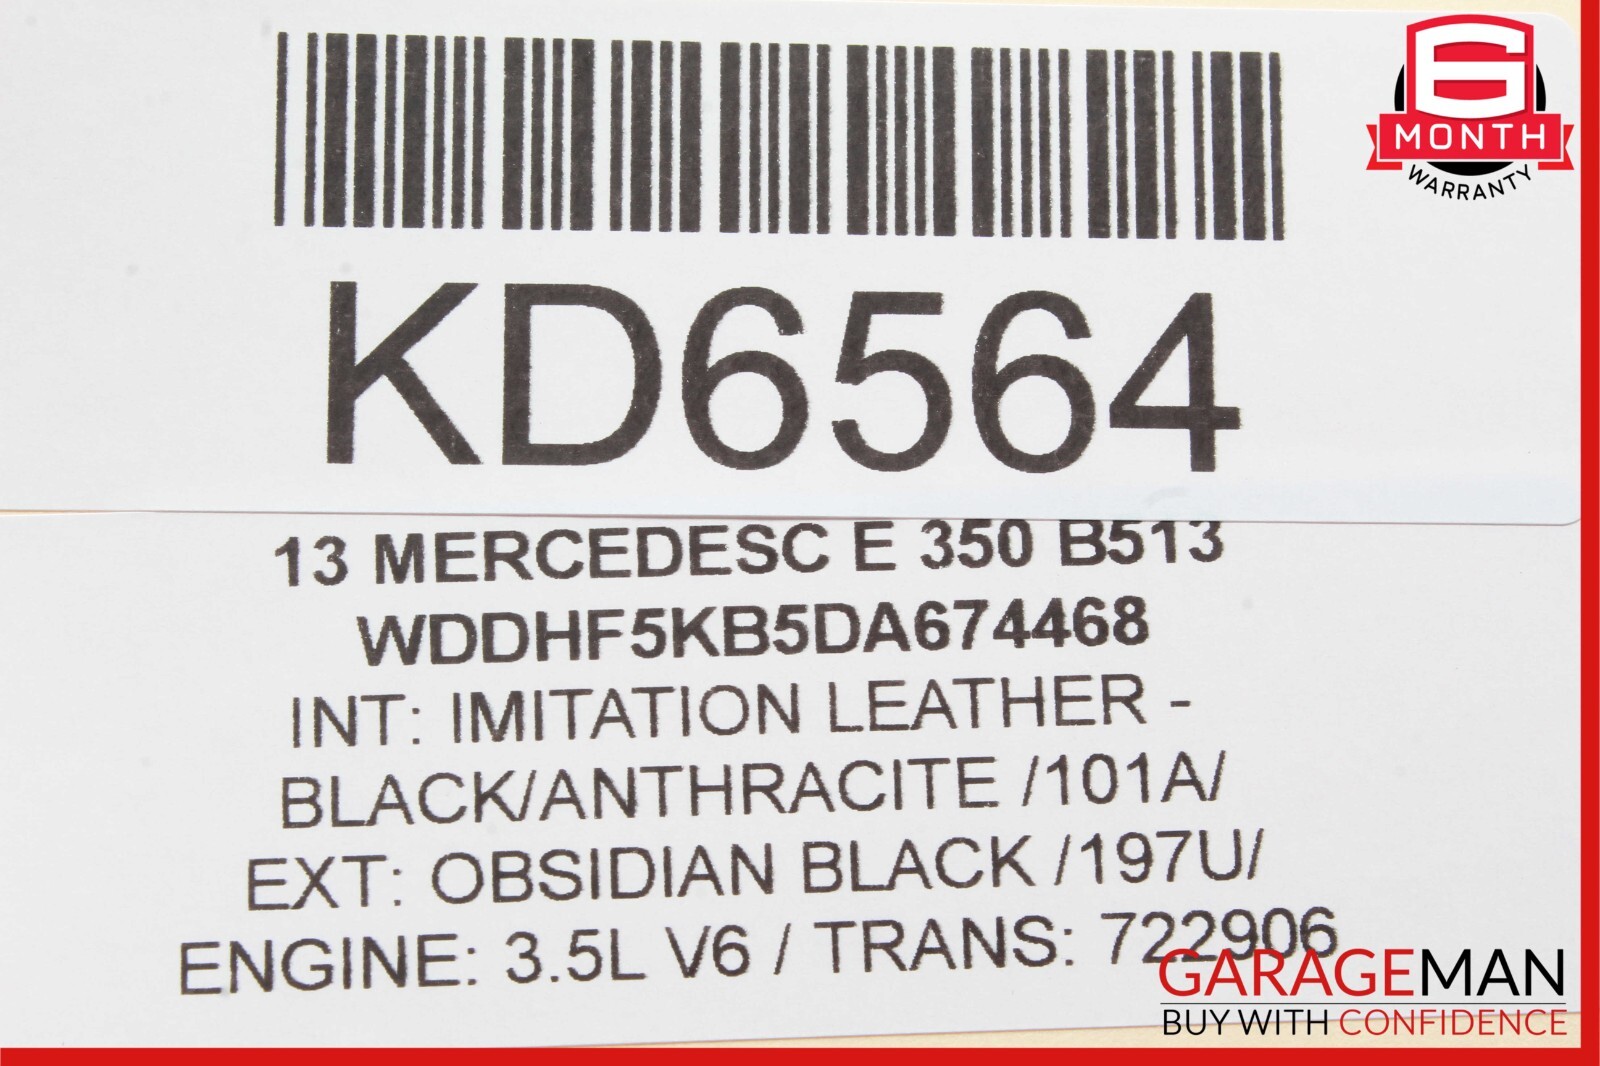 6
MONTH
WARRANTY
KD6564
13 MERCEDESC E 350 B513
WDDHF5KB5DA674468
INT: IMITATION LEATHER -
BLACK/ANTHRACITE /101A/
EXT: OBSIDIAN BLACK /197U/
ENGINE: 3.5L V6 / TRANS: 722906
GARAGEMAN
BUY WITH CONFIDENCE